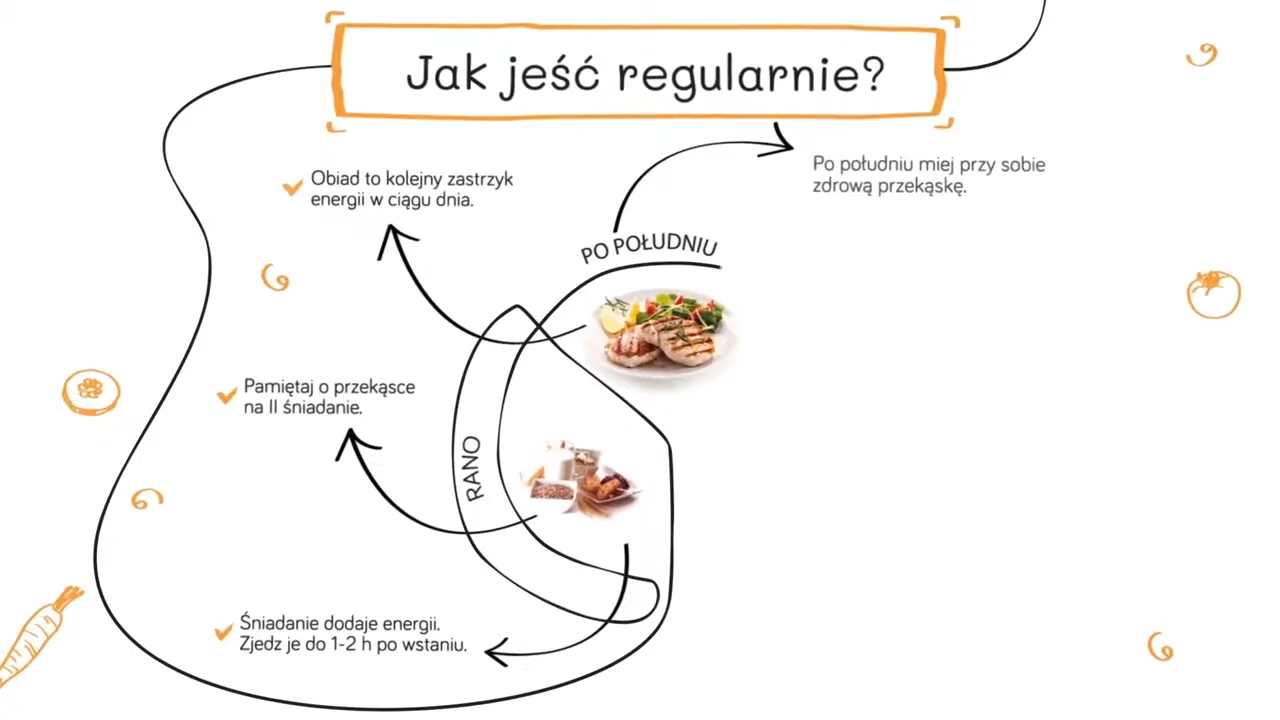 Jak jeść regularnie?
Obiad to kolejny zastrzyk
energii w ciągu dnia.
Po południu miej przy sobie
zdrową przekąskę.
PO POŁUDNIU
Pamiętaj o przekąsce
na II śniadanie.
RANO
Śniadanie dodaje energii.
Zjedz je do 1-2 h po wstaniu.